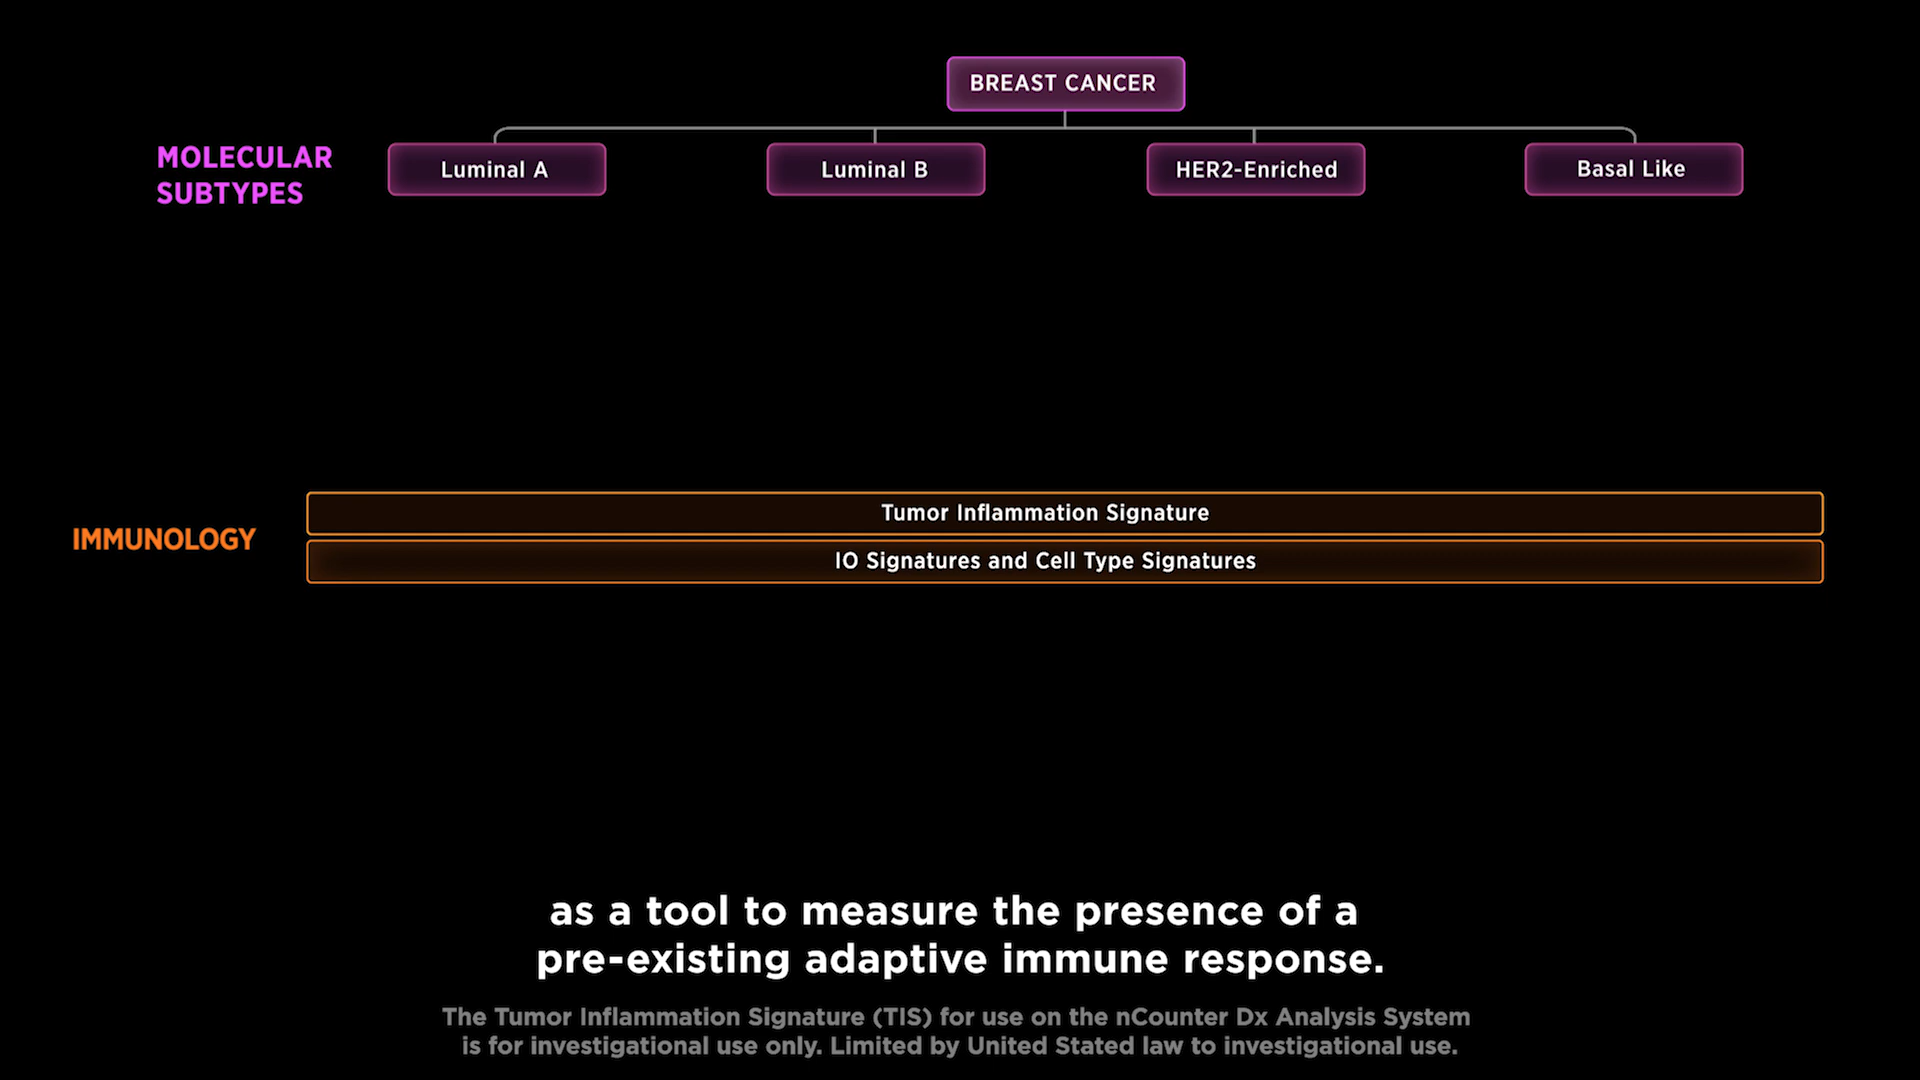 BREAST CANCER
MOLECULAR
SUBTYPES
Luminal A
Luminal B
HER2-Enriched
Basal Like
IMMUNOLOGY
Tumor Inflammation Signature
IO Signatures and Cell Type Signatures
as a tool to measure the presence of a
pre-existing adaptive immune response.
The Tumor Inflammation Signature (TIS) for use on the nCounter Dx Analysis System
is for investigational use only. Limited by United Stated law to investigational use.